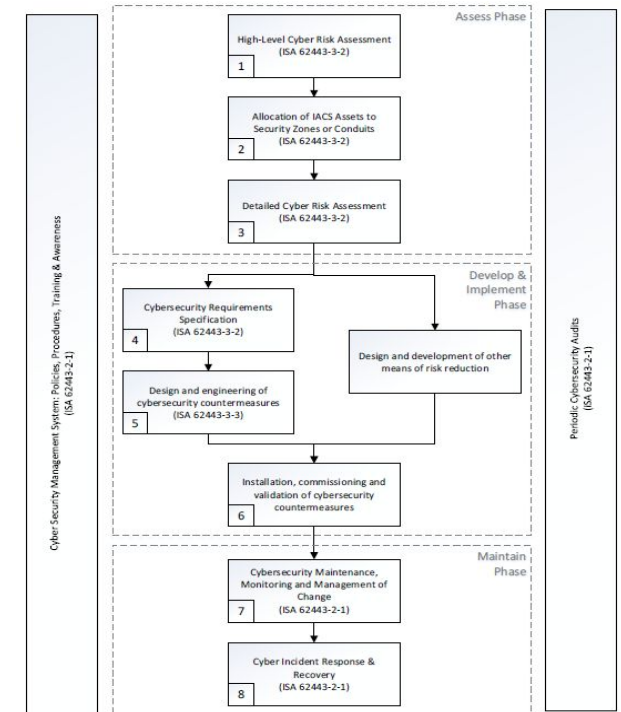 Assess Phase
High-Level Cyber Risk Assessment
(ISA 62443-3-2)
1
Allocation of IACS Assets to
Security Zones or Conduits
(ISA 62443-3-2)
2
Detailed Cyber Risk Assessment
(ISA 62443-3-2)
3
Develop &
Implement
Phase
Cybersecurity Requirements
Specification
(ISA 62443-3-2)
4
Design and development of other
means of risk reduction
Design and engineering of
cybersecurity countermeasures
(ISA 62443-3-3)
5
Installation, commissioning and
validation of cybersecurity
countermeasures
6
Maintain
Phase
Cybersecurity Maintenance,
Monitoring and Management of
Change
(ISA 62443-2-1)
7
Cyber Incident Response &
Recovery
(ISA 62443-2-1)
8
Cyber Security Management System: Policies, Procedures, Training & Awareness
(ISA 62443-2-1)
Periodic Cybersecurity Audits
(ISA 62443-2-1)